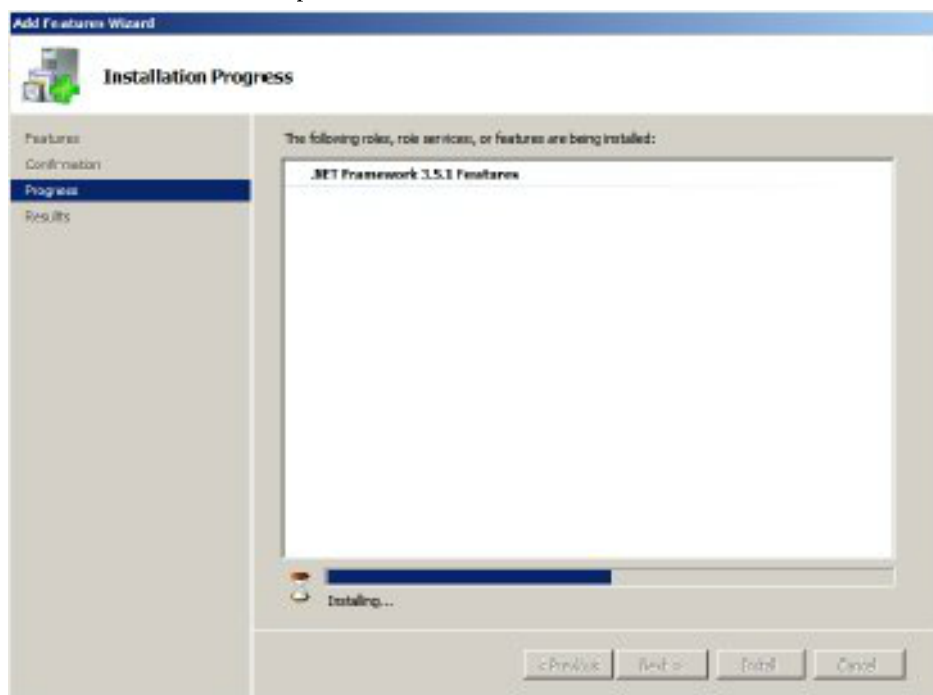 Add Features Wizard
Installation Progress
Features
Confirmation
Progress
Results
The following roles, role services, or features are being installed:
.NET Framework 3.5.1 Features
Installing...
< Previous Next > Install Cancel